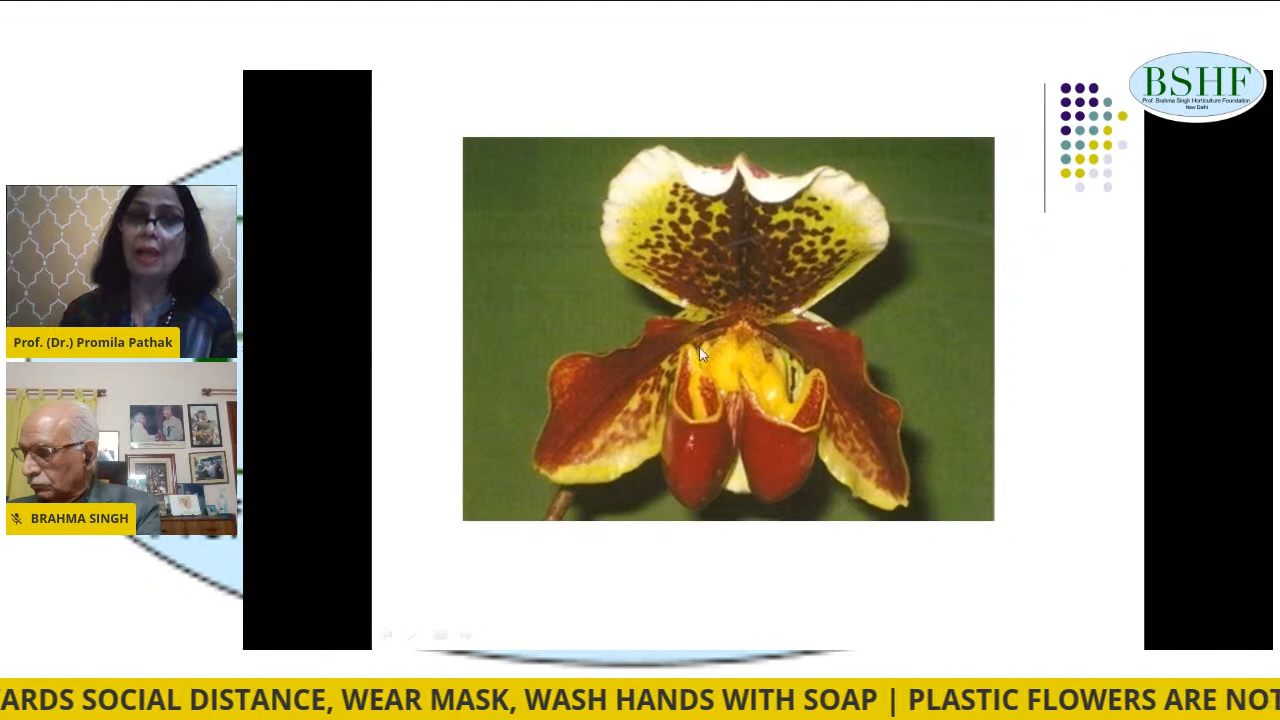 BSHF
Prof. Brahma Singh Horticulture Foundation
New Delhi
Prof. (Dr.) Promila Pathak
BRAHMA SINGH
ARDS SOCIAL DISTANCE, WEAR MASK, WASH HANDS WITH SOAP | PLASTIC FLOWERS ARE NOT